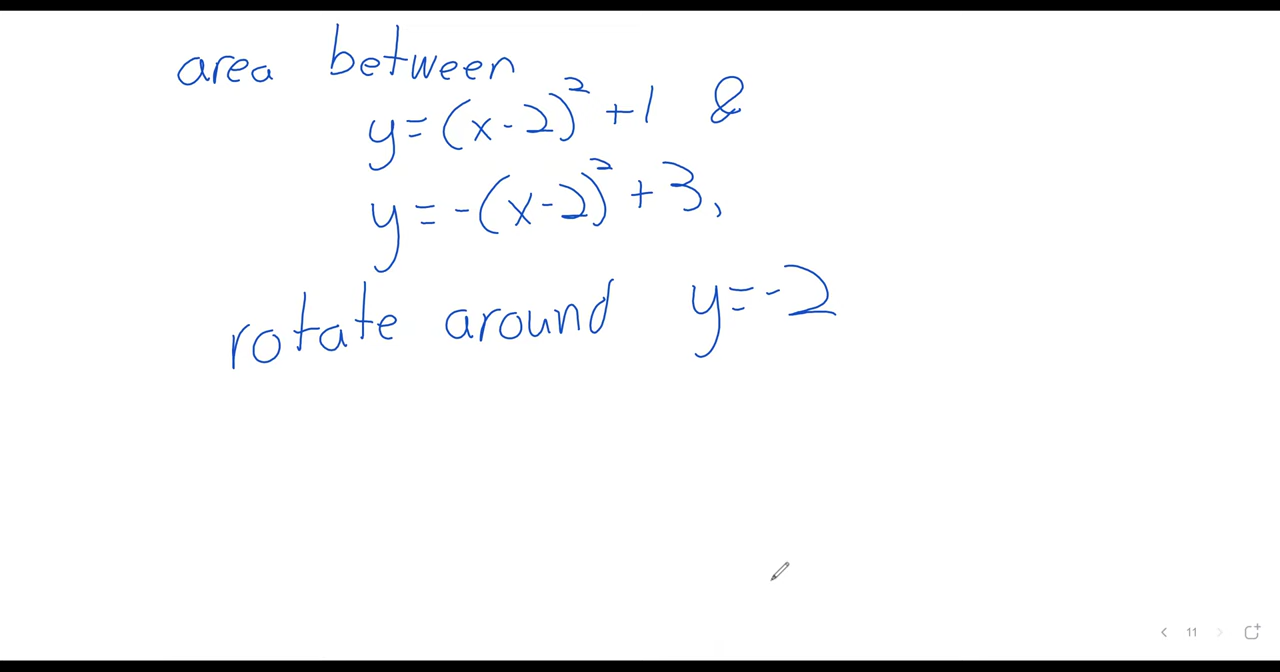 area between
y=(x-2)²+1 &
y=-(x-2)²+3,
rotate around y=-2
11